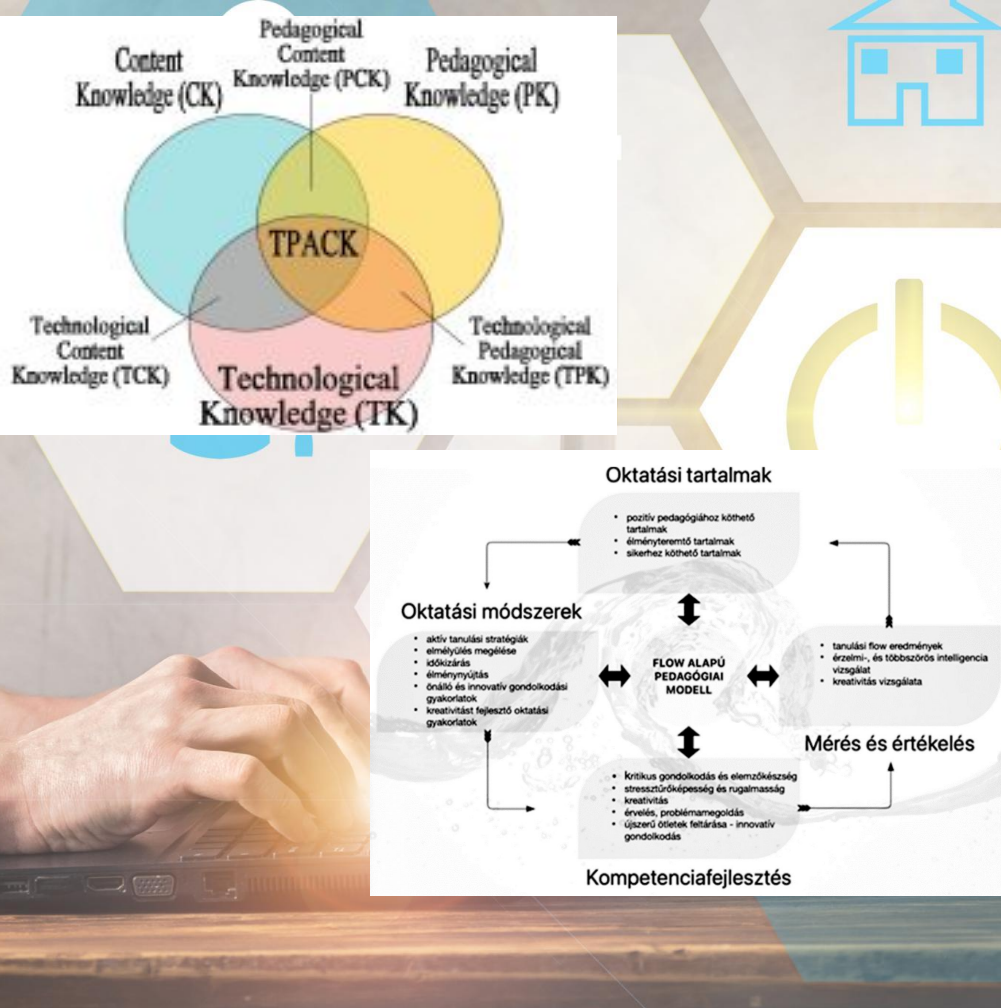 Pedagogical
Content
Knowledge (PCK)
Content
Knowledge (CK)
Pedagogical
Knowledge (PK)
TPACK
Technological
Content
Knowledge (TCK)
Technological
Pedagogical
Knowledge (TPK)
Technological
Knowledge (TK)
Oktatási tartalmak
• pozitív pedagógiához köthető
tartalmak
• élményteremtő tartalmak
• sikerhez köthető tartalmak
Oktatási módszerek
• aktív tanulási stratégiák
• elmélyülés megélése
• időkizárás
• élménynyújtás
• önálló és innovatív gondolkodási
gyakorlatok
• kreativitást fejlesztő oktatási
gyakorlatok
FLOW ALAPÚ
PEDAGÓGIAI
MODELL
• tanulási flow eredmények
• érzelmi-, és többszörös intelligencia
vizsgálat
• kreativitás vizsgálata
Mérés és értékelés
• kritikus gondolkodás és elemzőkészség
• stressztűrőképesség és rugalmasság
• kreativitás
• érvelés, problémamegoldás
• újszerű ötletek feltárása - innovatív
gondolkodás
Kompetenciafejlesztés